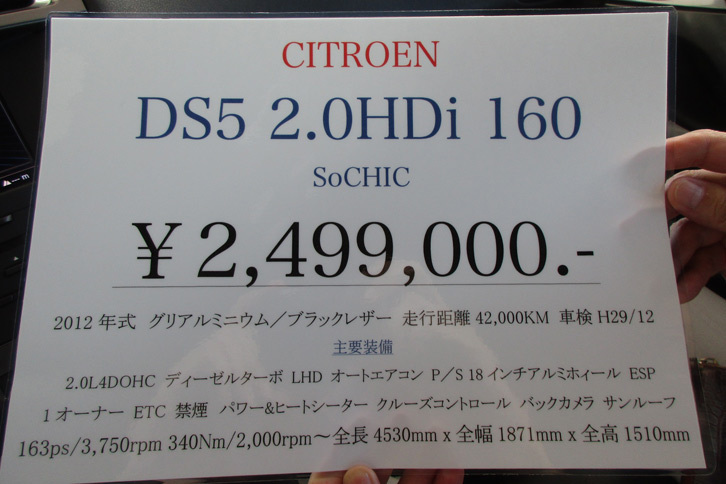 CITROEN
DS5 2.0HDi 160
SoCHIC
￥2,499,000.-
2012 年式 グリアルミニウム／ブラックレザー 走行距離 42,000KM 車検 H29/12
主要装備
2.0L4DOHC ディーゼルターボ LHD オートエアコン P／S 18インチアルミホィール ESP
1 オーナー ETC 禁煙 パワー&ヒートシーター クルーズコントロール バックカメラ サンルーフ
163ps/3,750rpm 340Nm/2,000rpm～全長 4530mm x 全幅 1871mm x 全高 1510mm